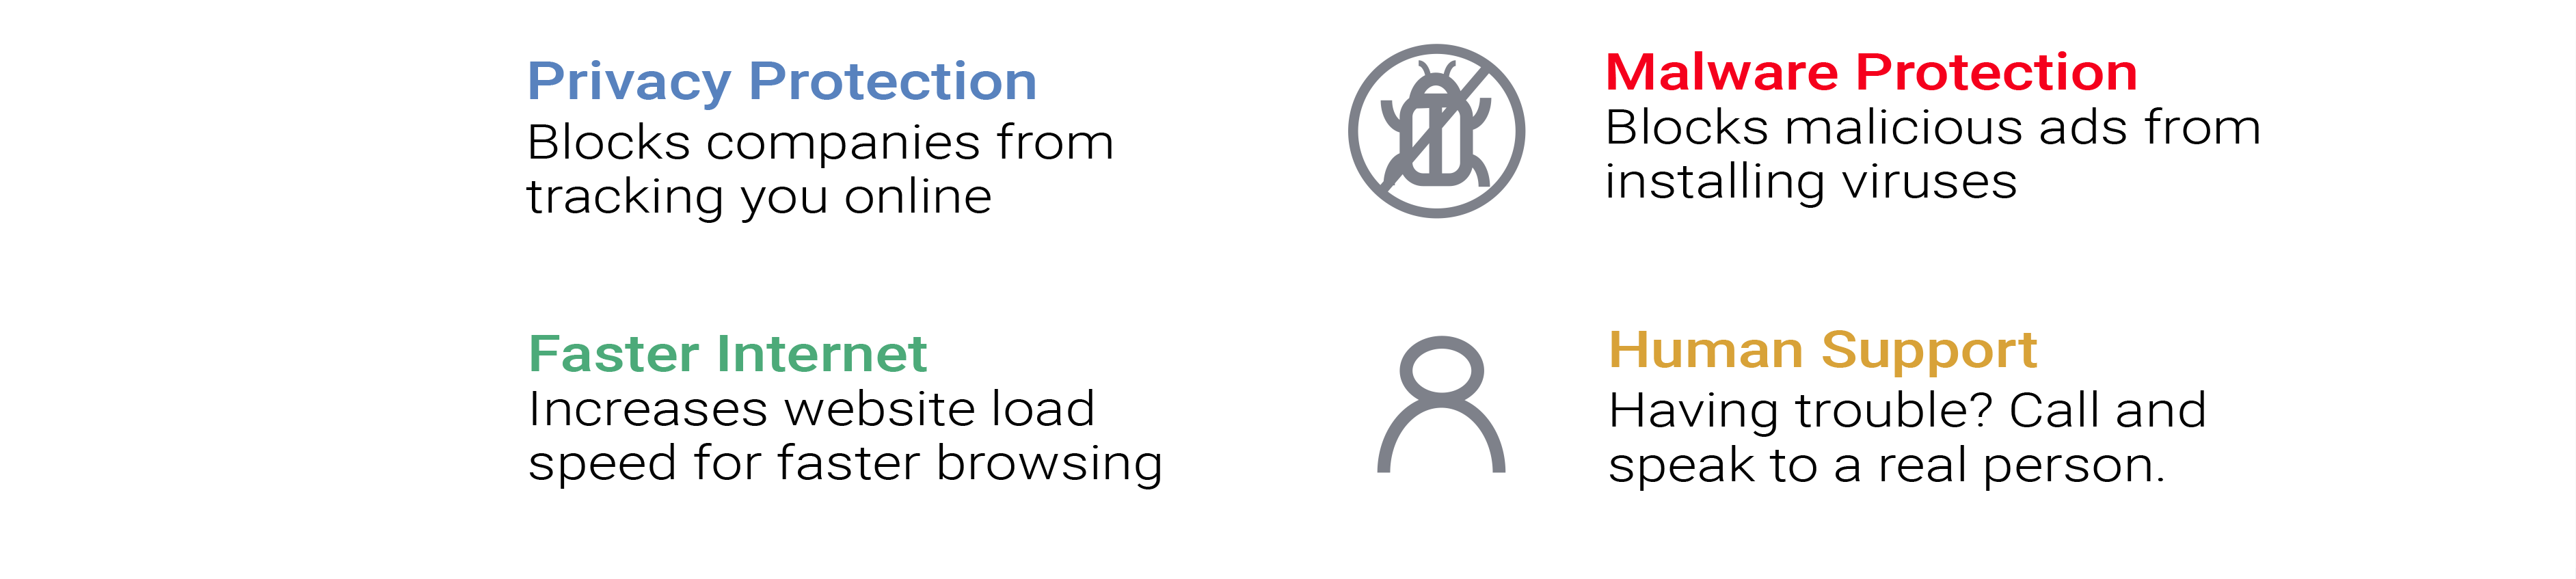 Privacy Protection
Blocks companies from
tracking you online
Malware Protection
Blocks malicious ads from
installing viruses
Faster Internet
Increases website load
speed for faster browsing
Human Support
Having trouble? Call and
speak to a real person.